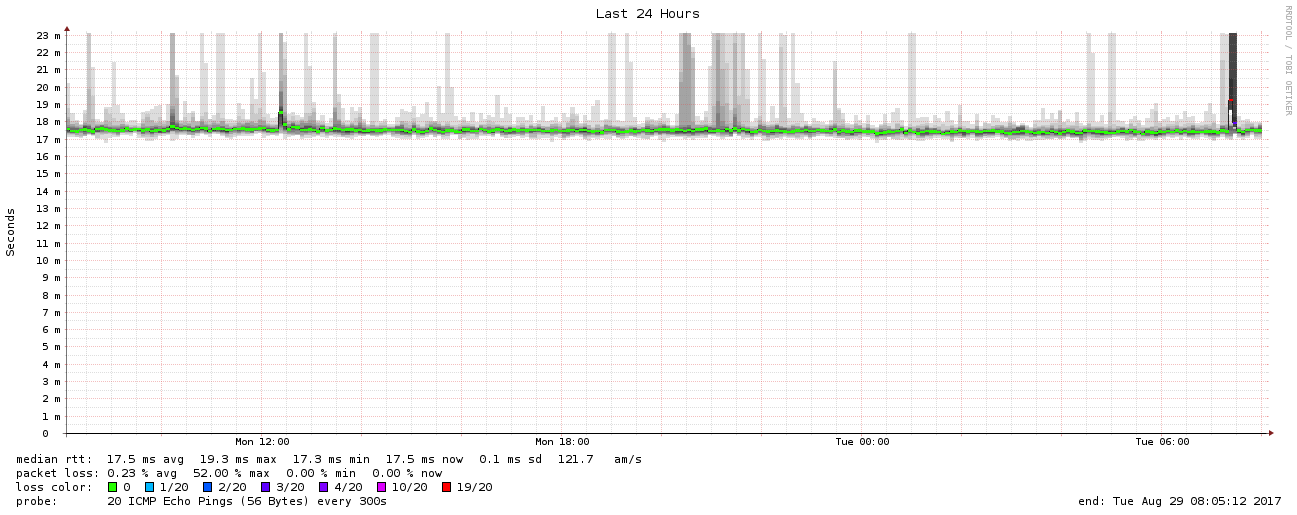 Last 24 Hours
RRDTOOL / TOBI OETIKER
Seconds
23 m
22 m
21 m
20 m
19 m
18 m
17 m
16 m
15 m
14 m
13 m
12 m
11 m
10 m
9 m
8 m
7 m
6 m
5 m
4 m
3 m
2 m
1 m
0
Mon 12:00 Mon 18:00 Tue 00:00 Tue 06:00
median rtt: 17.5 ms avg 19.3 ms max 17.3 ms min 17.5 ms now 0.1 ms sd 121.7 am/s
packet loss: 0.23 % avg 52.00 % max 0.00 % min 0.00 % now
loss color: 0 1/20 2/20 3/20 4/20 10/20 19/20
probe: 20 ICMP Echo Pings (56 Bytes) every 300s end: Tue Aug 29 08:05:12 2017